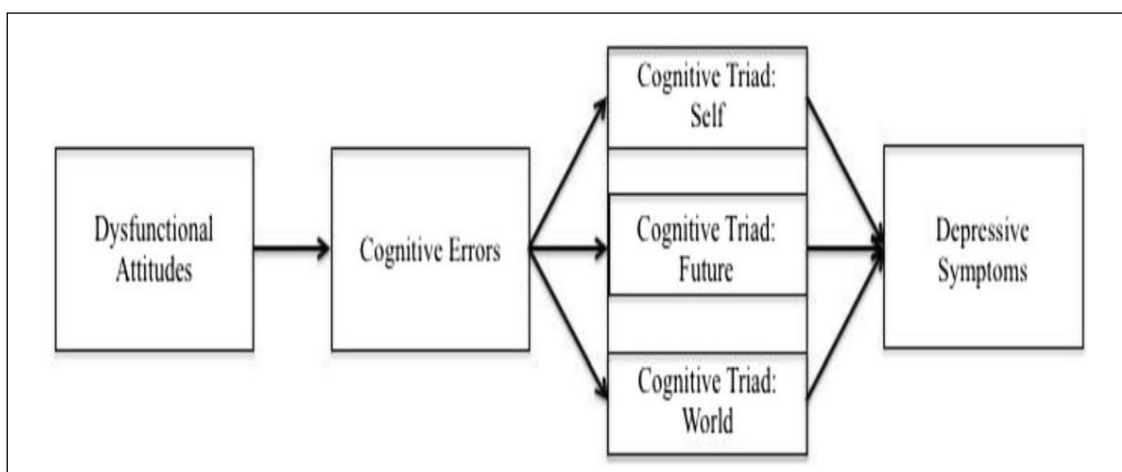 Dysfunctional
Attitudes
Cognitive Errors
Cognitive Triad:
Self
Cognitive Triad:
Future
Cognitive Triad:
World
Depressive
Symptoms